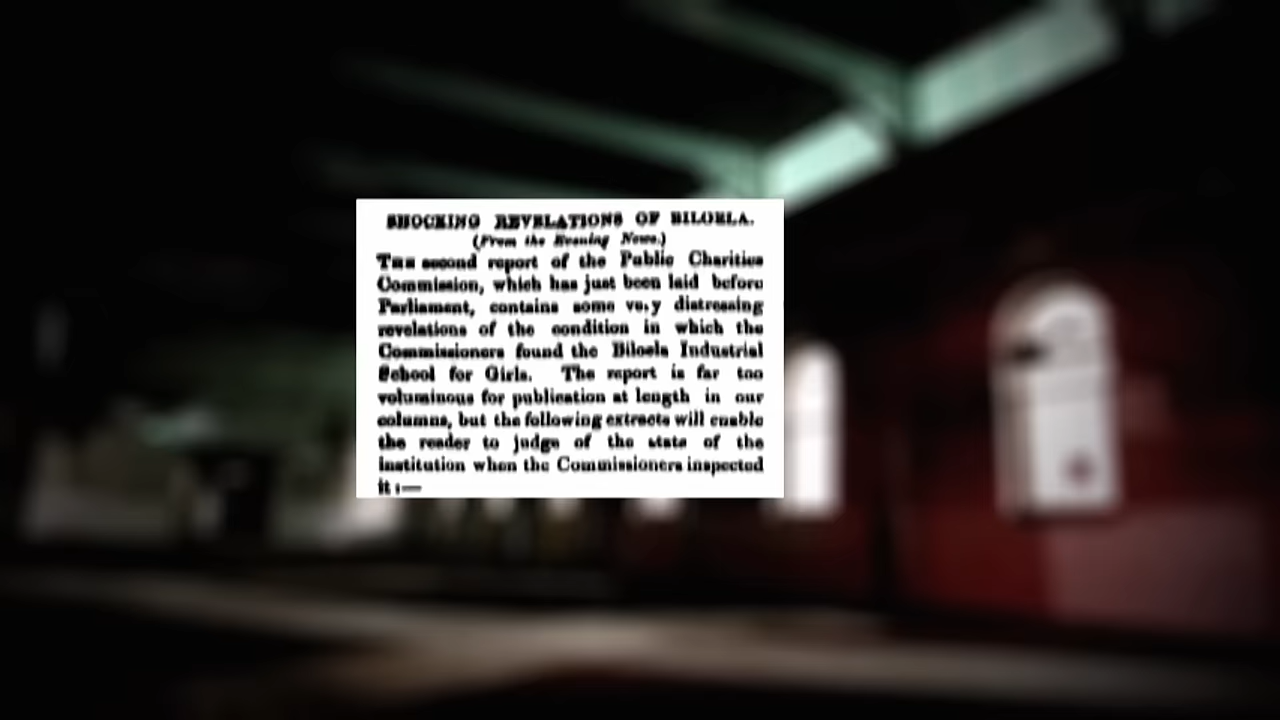 SHOCKING REVELATIONS OF BILOELA.
(From the Evening News.)
THE second report of the Public Charities
Commission, which has just been laid before
Parliament, contains some very distressing
revelations of the condition in which the
Commissioners found the Biloela Industrial
School for Girls. The report is far too
voluminous for publication at length in our
columns, but the following extracts will enable
the reader to judge of the state of the
institution when the Commissioners inspected
it :—